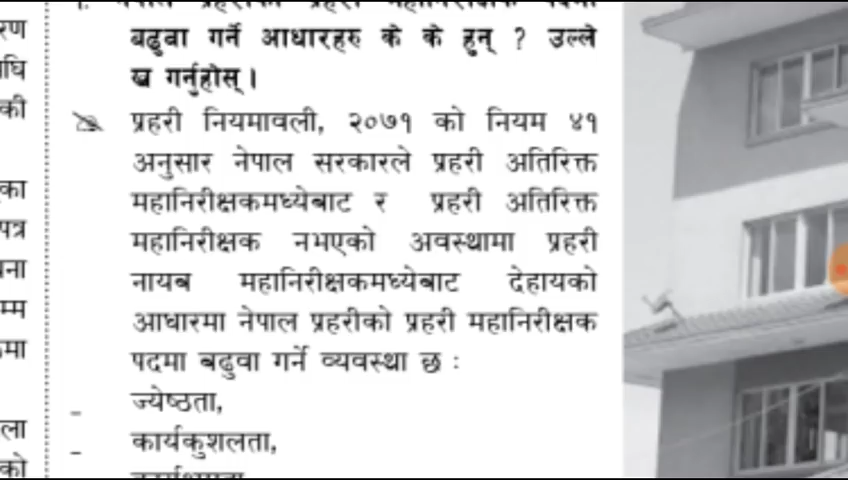 बढुवा गर्ने आधारहरु के के हुन् ? उल्ले
ख गर्नुहोस् ।
प्रहरी नियमावली, २०७१ को नियम ४१
अनुसार नेपाल सरकारले प्रहरी अतिरिक्त
महानिरीक्षकमध्येबाट र प्रहरी अतिरिक्त
महानिरीक्षक नभएको अवस्थामा प्रहरी
नायब महानिरीक्षकमध्येबाट देहायको
आधारमा नेपाल प्रहरीको प्रहरी महानिरीक्षक
पदमा बढुवा गर्ने व्यवस्था छ :
- ज्येष्ठता,
- कार्यकुशलता,